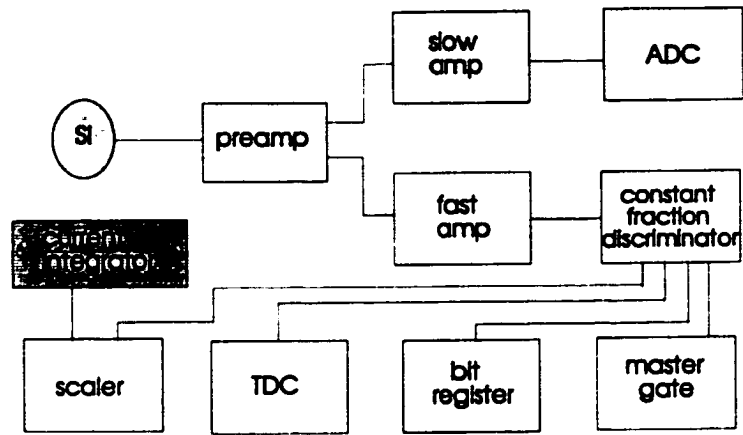 slow
amp
ADC
Si
preamp
fast
amp
constant
fraction
discriminator
current
integrator
scaler
TDC
bit
register
master
gate